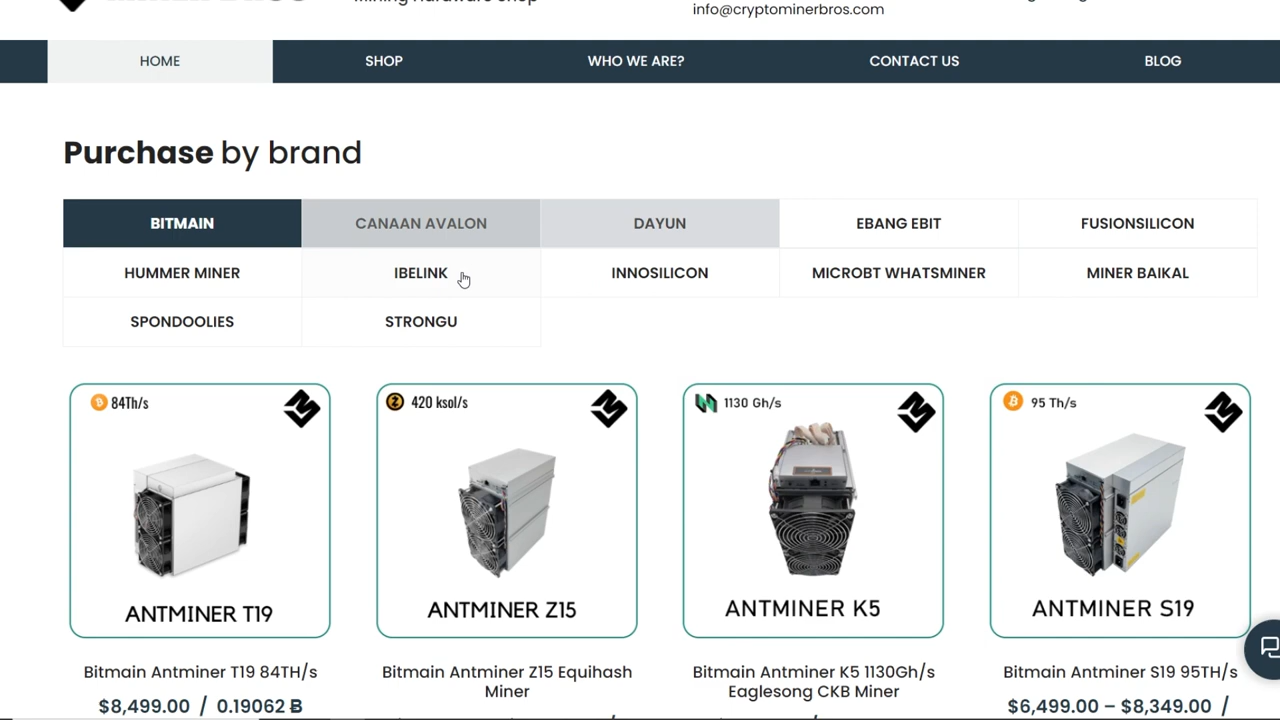 info@cryptominerbros.com
HOME
SHOP
WHO WE ARE?
CONTACT US
BLOG
Purchase by brand
BITMAIN
CANAAN AVALON
DAYUN
EBANG EBIT
FUSIONSILICON
HUMMER MINER
IBELINK
INNOSILICON
MICROBT WHATSMINER
MINER BAIKAL
SPONDOOLIES
STRONGU
84Th/s
ANTMINER T19
420 ksol/s
ANTMINER Z15
1130 Gh/s
ANTMINER K5
95 Th/s
ANTMINER S19
Bitmain Antminer T19 84TH/s
$8,499.00 / 0.19062 Ƀ
Bitmain Antminer Z15 Equihash
Miner
Bitmain Antminer K5 1130Gh/s
Eaglesong CKB Miner
Bitmain Antminer S19 95TH/s
$6,499.00 – $8,349.00 /